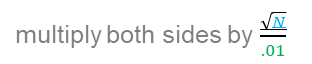 multiply both sides by √N/.01